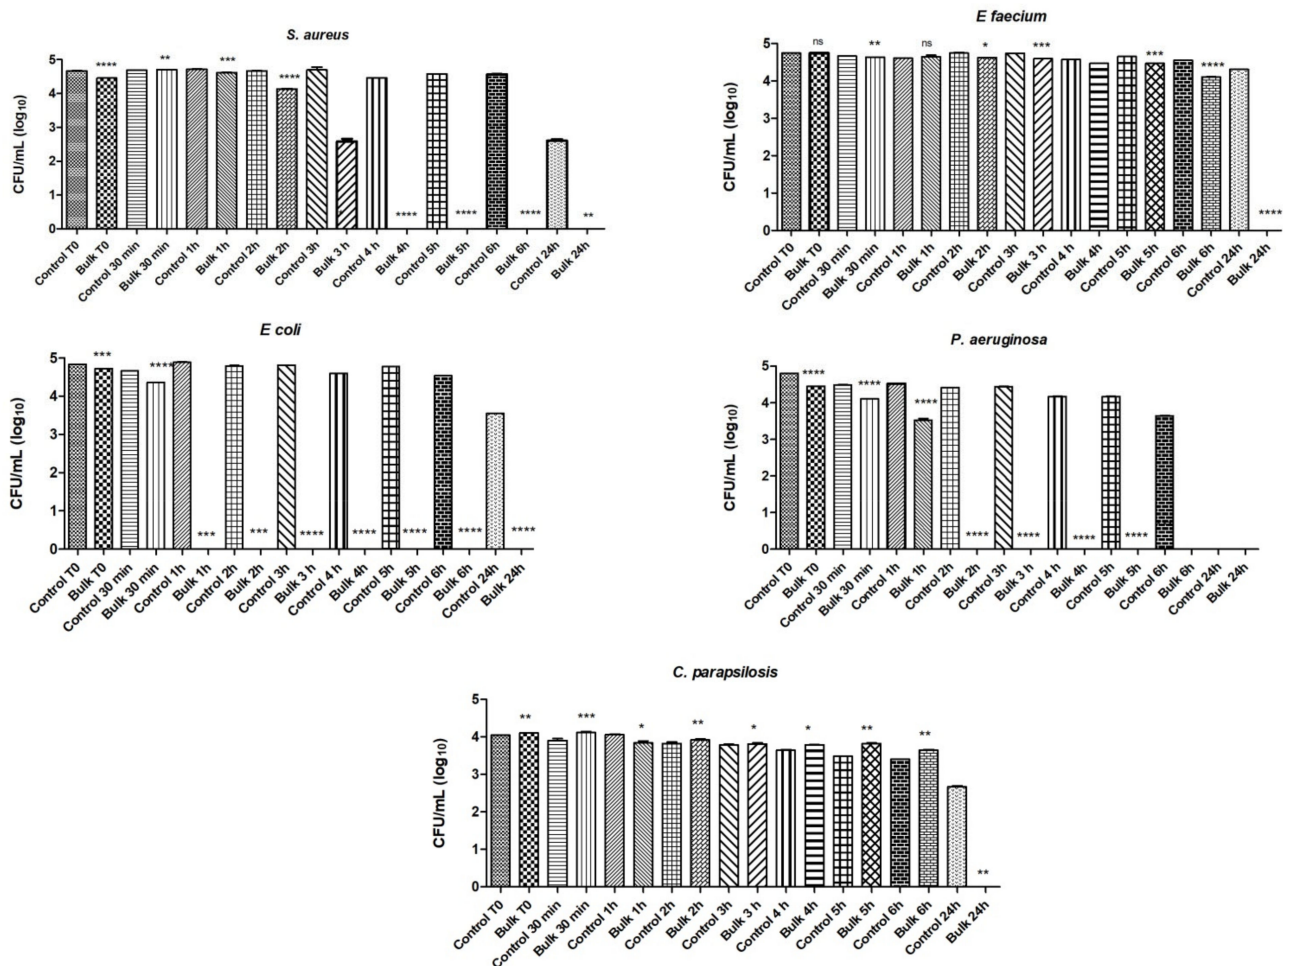 S. aureus
CFU/mL (log10)
5
4
3
2
1
0
**** ** *** **** **** **** **** **
Control T0
Bulk T0
Control 30 min
Bulk 30 min
Control 1h
Bulk 1h
Control 2h
Bulk 2h
Control 3h
Bulk 3 h
Control 4 h
Bulk 4h
Control 5h
Bulk 5h
Control 6h
Bulk 6h
Control 24h
Bulk 24h
E faecium
CFU/mL (log10)
5
4
3
2
1
0
ns ** ns * *** *** **** ****
Control T0
Bulk T0
Control 30 min
Bulk 30 min
Control 1h
Bulk 1h
Control 2h
Bulk 2h
Control 3h
Bulk 3 h
Control 4 h
Bulk 4h
Control 5h
Bulk 5h
Control 6h
Bulk 6h
Control 24h
Bulk 24h
E coli
CFU/mL (log10)
5
4
3
2
1
0
*** **** *** *** **** **** **** **** ****
Control T0
Bulk T0
Control 30 min
Bulk 30 min
Control 1h
Bulk 1h
Control 2h
Bulk 2h
Control 3h
Bulk 3 h
Control 4 h
Bulk 4h
Control 5h
Bulk 5h
Control 6h
Bulk 6h
Control 24h
Bulk 24h
P. aeruginosa
CFU/mL (log10)
5
4
3
2
1
0
**** **** **** **** **** **** ****
Control T0
Bulk T0
Control 30 min
Bulk 30 min
Control 1h
Bulk 1h
Control 2h
Bulk 2h
Control 3h
Bulk 3 h
Control 4 h
Bulk 4h
Control 5h
Bulk 5h
Control 6h
Bulk 6h
Control 24h
Bulk 24h
C. parapsilosis
CFU/mL (log10)
5
4
3
2
1
0
** *** * ** * * ** ** **
Control T0
Bulk T0
Control 30 min
Bulk 30 min
Control 1h
Bulk 1h
Control 2h
Bulk 2h
Control 3h
Bulk 3 h
Control 4 h
Bulk 4h
Control 5h
Bulk 5h
Control 6h
Bulk 6h
Control 24h
Bulk 24h